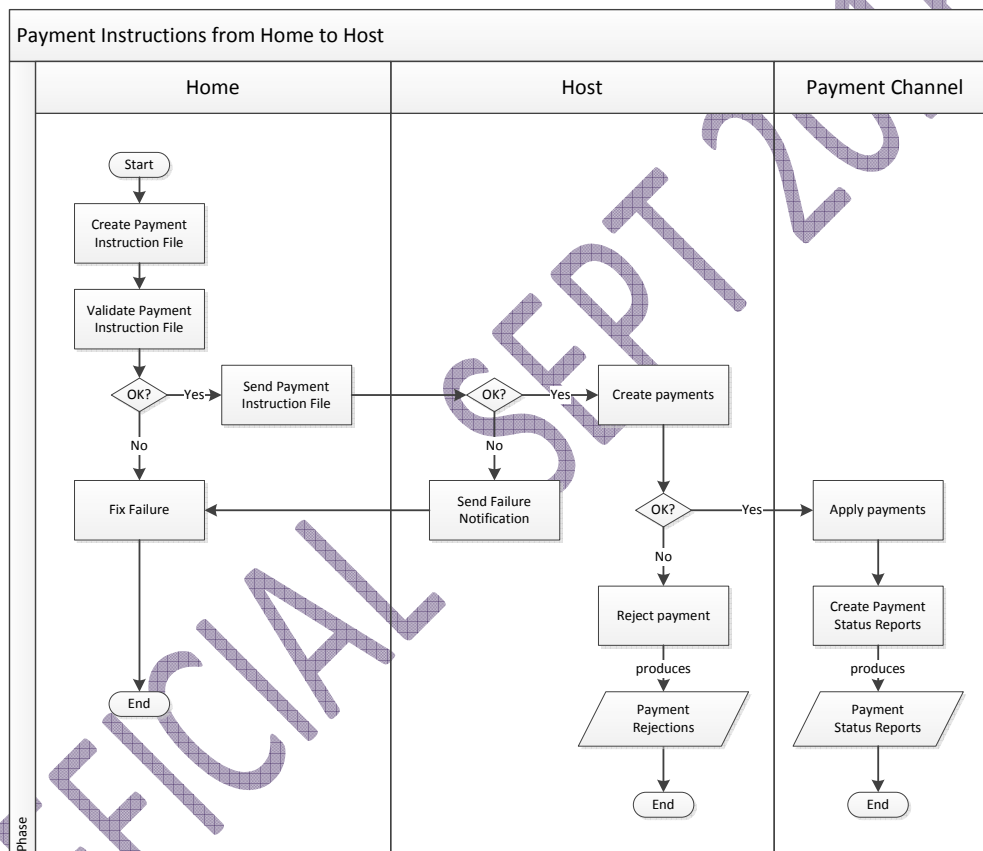 Payment Instructions from Home to Host
Home
Host
Payment Channel
Start
Create Payment
Instruction File
Validate Payment
Instruction File
OK?
Yes
Send Payment
Instruction File
OK?
Yes
Create payments
No
No
Fix Failure
Send Failure
Notification
OK?
Yes
Apply payments
No
Reject payment
Create Payment
Status Reports
produces
produces
End
Payment
Rejections
Payment
Status Reports
End
End
Phase
SEPT